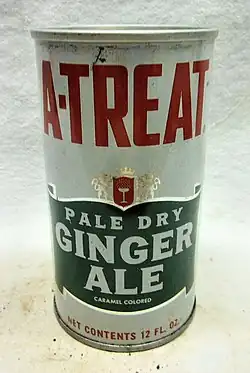 A-TREAT
PALE DRY
GINGER
ALE
CARAMEL COLORED
NET CONTENTS 12 FL. OZ.